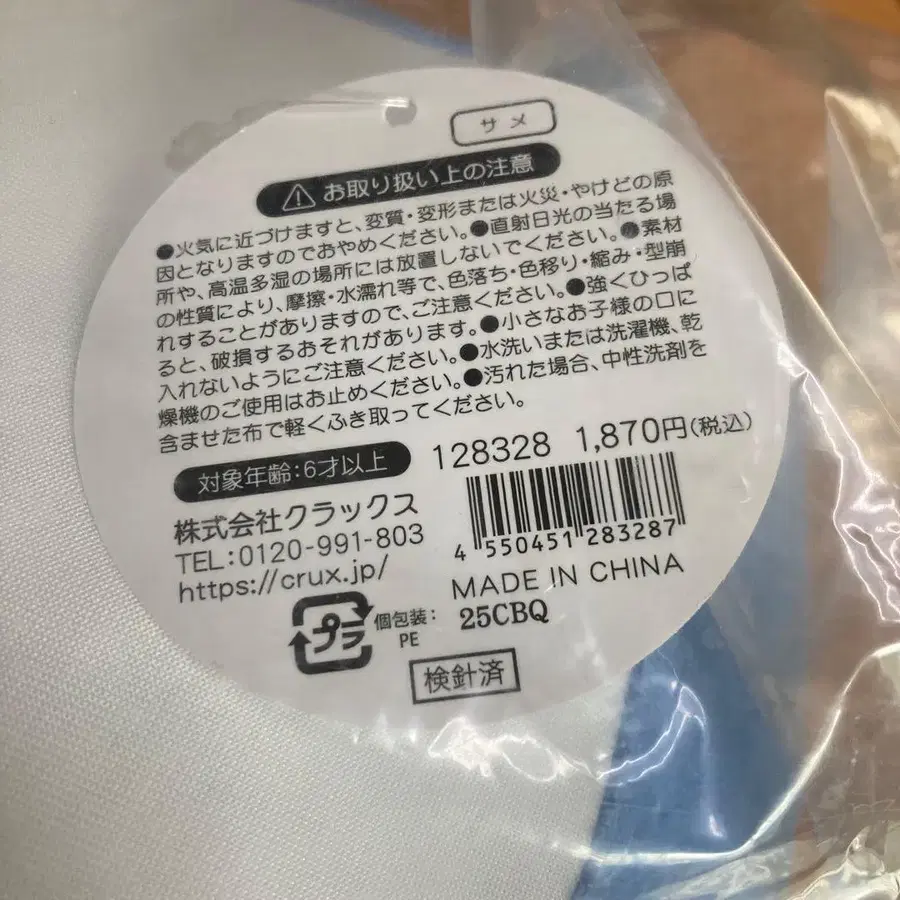 サメ
お取り扱い上の注意
●火気に近づけますと、変質・変形または火災・やけどの原
因となりますのでおやめください。●直射日光の当たる場
所や、高温多湿の場所には放置しないでください。●素材
の性質により、摩擦・水濡れ等で、色落ち・色移り・縮み・型崩
れすることがありますので、ご注意ください。●強くひっぱ
ると、破損するおそれがあります。●小さなお子様の口に
入れないようにご注意ください。●水洗いまたは洗濯機、乾
燥機のご使用はお止めください。●汚れた場合、中性洗剤を
含ませた布で軽くふき取ってください。
対象年齢:6才以上
128328 1,870円(税込)
株式会社クラックス
TEL:0120-991-803
https://crux.jp/
4 550451 283287
MADE IN CHINA
プラ
個包装:
PE
25CBQ
検針済